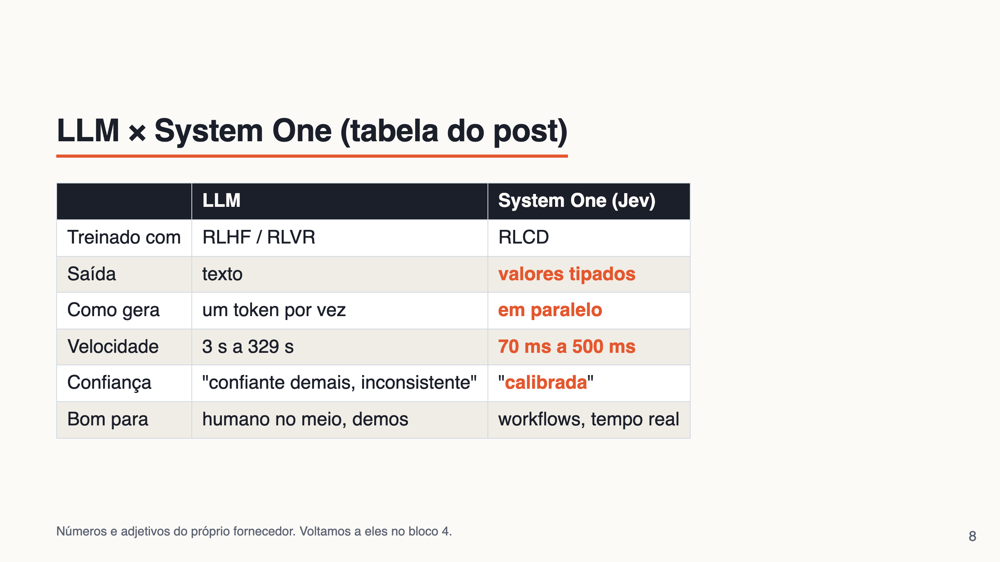 LLM × System One (tabela do post)
LLM System One (Jev)
Treinado com RLHF / RLVR RLCD
Saída texto valores tipados
Como gera um token por vez em paralelo
Velocidade 3 s a 329 s 70 ms a 500 ms
Confiança "confiante demais, inconsistente" "calibrada"
Bom para humano no meio, demos workflows, tempo real
Números e adjetivos do próprio fornecedor. Voltamos a eles no bloco 4.
8